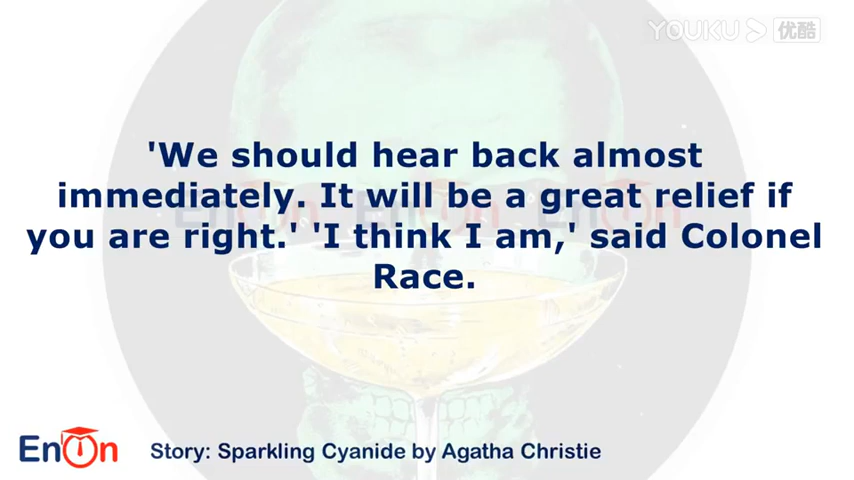 YOUKU 优酷
'We should hear back almost
immediately. It will be a great relief if
you are right.' 'I think I am,' said Colonel
Race.
EnOn
Story: Sparkling Cyanide by Agatha Christie